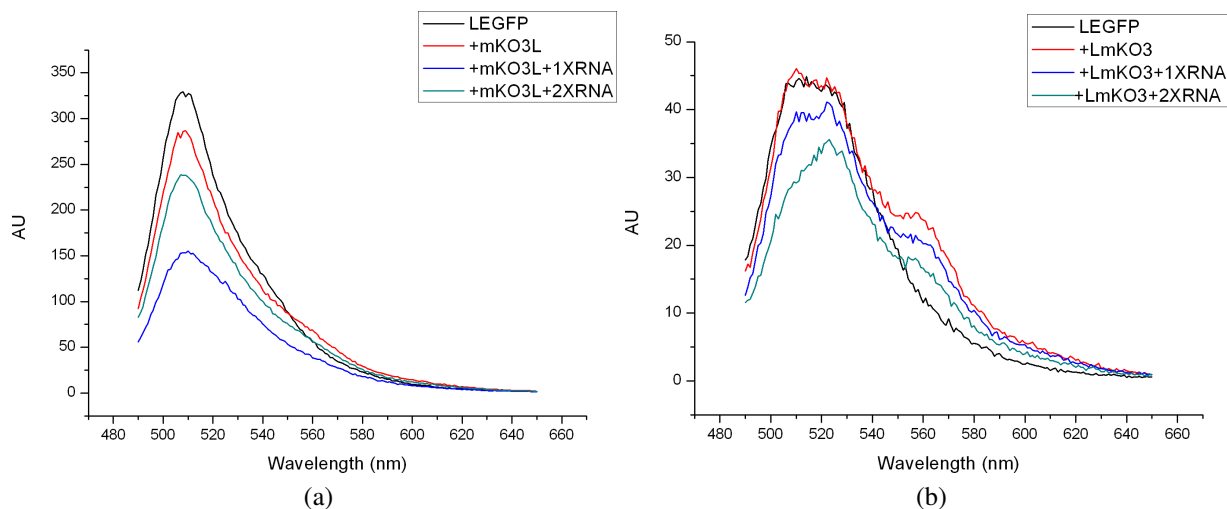 LEGFP
+mKO3L
+mKO3L+1XRNA
+mKO3L+2XRNA
350
300
250
200
150
100
50
0
AU
480 500 520 540 560 580 600 620 640 660
Wavelength (nm)
(a)
LEGFP
+LmKO3
+LmKO3+1XRNA
+LmKO3+2XRNA
50
40
30
20
10
0
AU
480 500 520 540 560 580 600 620 640 660
Wavelength (nm)
(b)